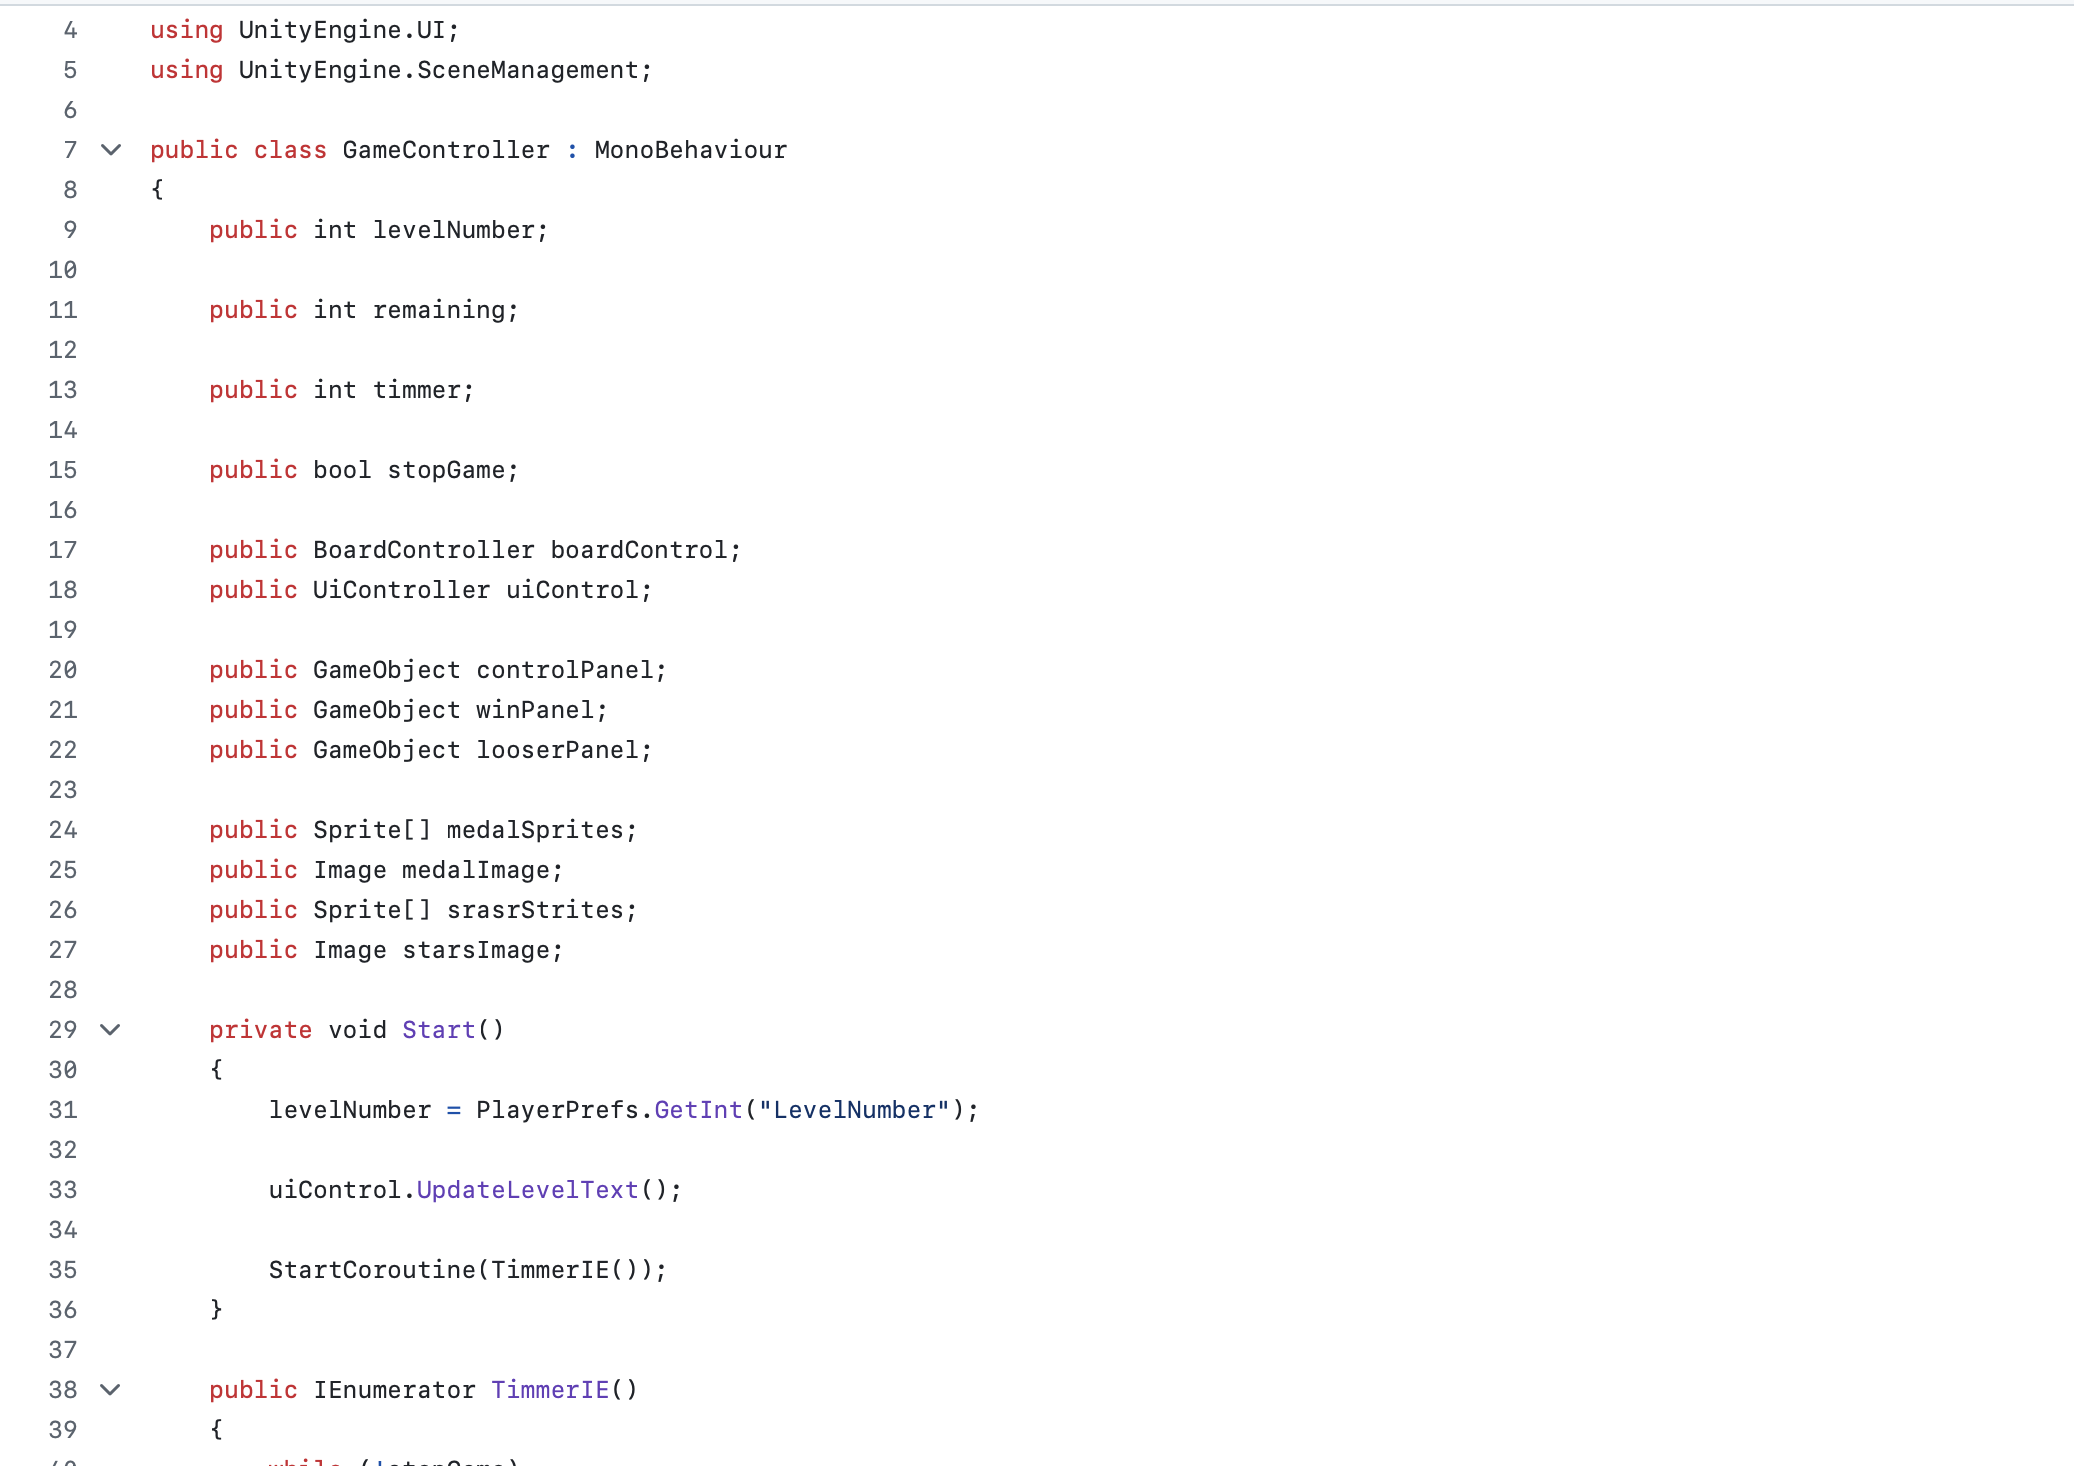 4 using UnityEngine.UI;
5 using UnityEngine.SceneManagement;
6
7 public class GameController : MonoBehaviour
8 {
9 public int levelNumber;
10
11 public int remaining;
12
13 public int timmer;
14
15 public bool stopGame;
16
17 public BoardController boardControl;
18 public UiController uiControl;
19
20 public GameObject controlPanel;
21 public GameObject winPanel;
22 public GameObject looserPanel;
23
24 public Sprite[] medalSprites;
25 public Image medalImage;
26 public Sprite[] srasrStrites;
27 public Image starsImage;
28
29 private void Start()
30 {
31 levelNumber = PlayerPrefs.GetInt("LevelNumber");
32
33 uiControl.UpdateLevelText();
34
35 StartCoroutine(TimmerIE());
36 }
37
38 public IEnumerator TimmerIE()
39 {
40 while (!stopGame)